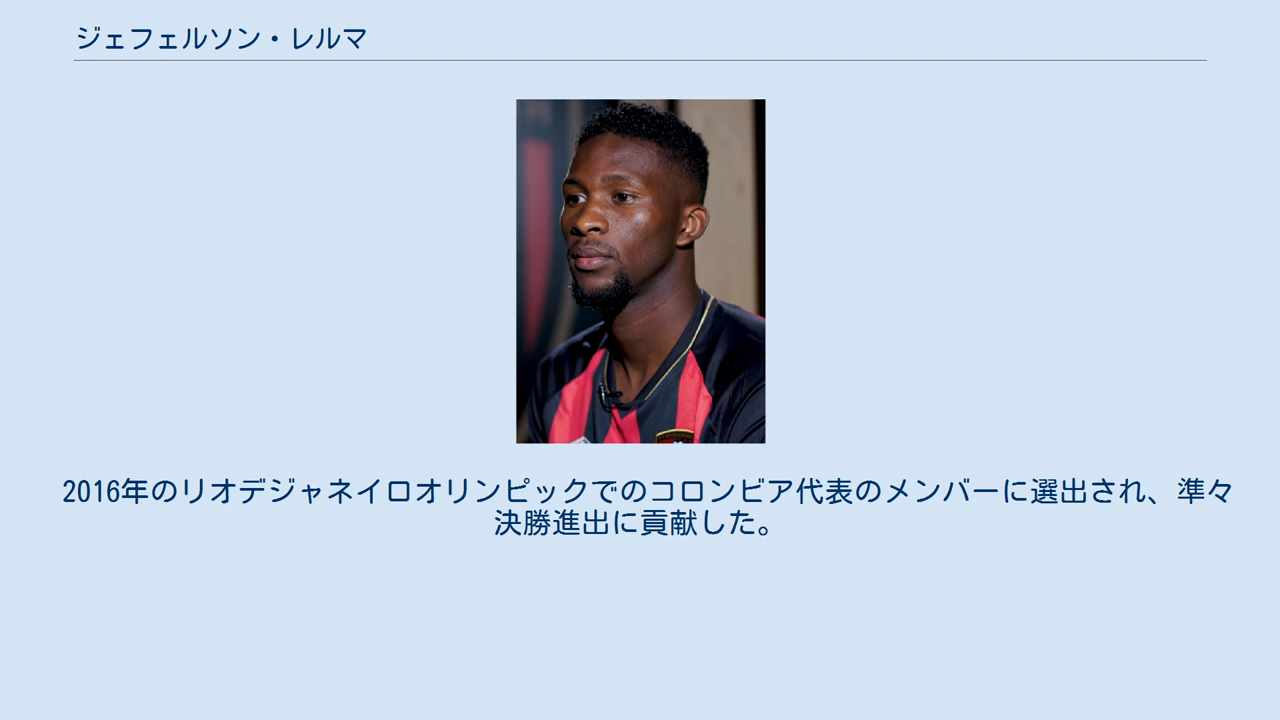 ジェフェルソン・レルマ
2016年のリオデジャネイロオリンピックでのコロンビア代表のメンバーに選出され、準々
決勝進出に貢献した。